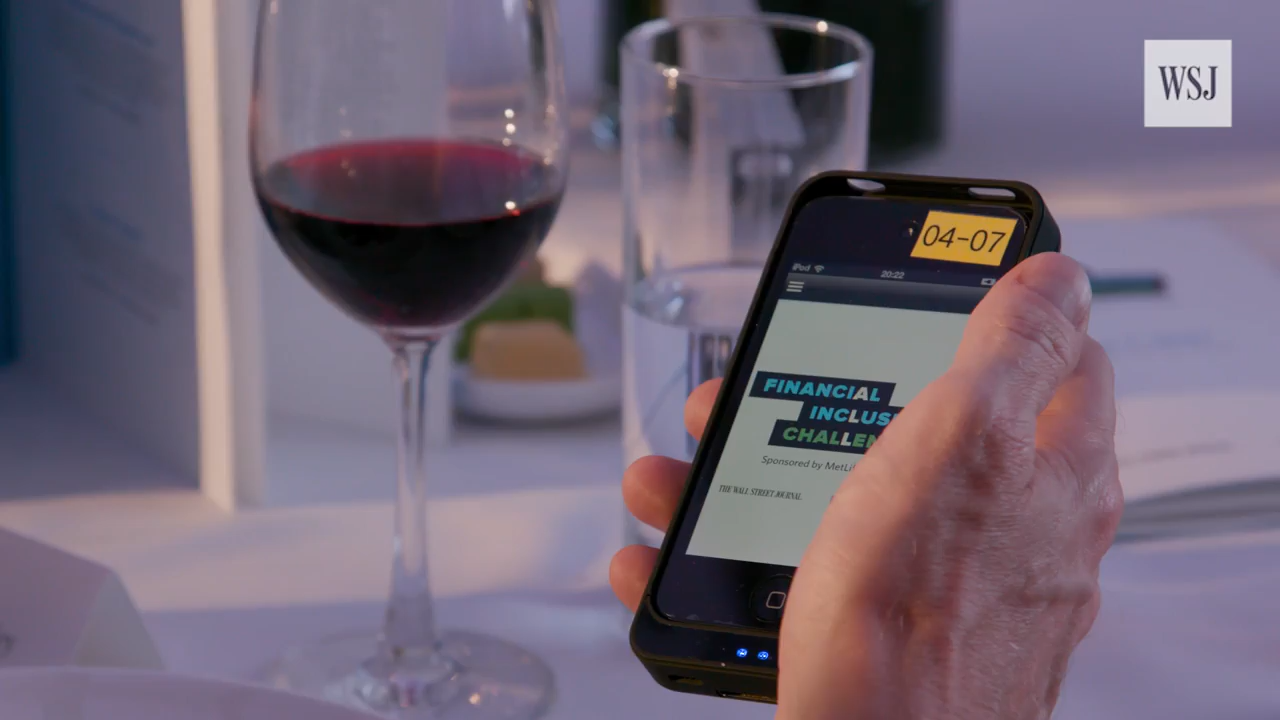 WSJ
04-07
iPod
20:22
FINANCIAL
INCLUS
CHALLEN
Sponsored by MetLi
THE WALL STREET JOURNAL